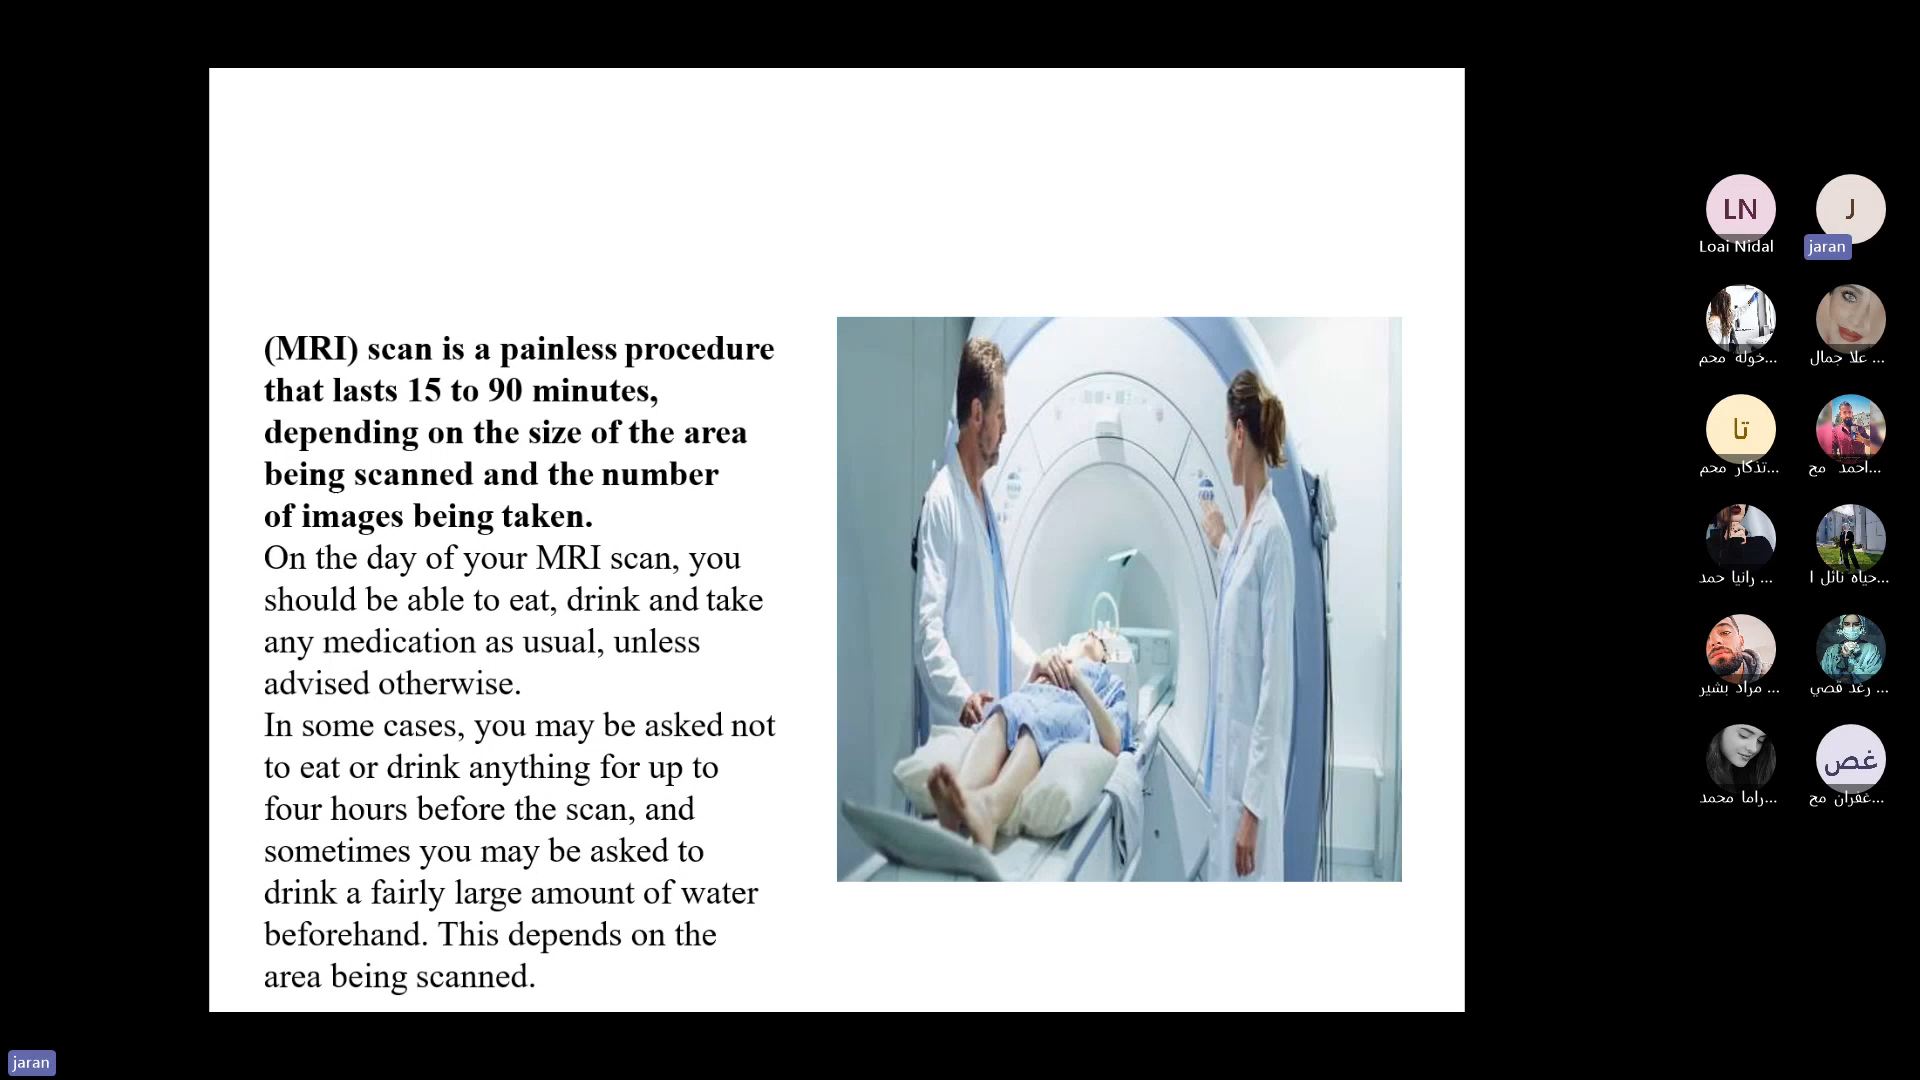 (MRI) scan is a painless procedure
that lasts 15 to 90 minutes,
depending on the size of the area
being scanned and the number
of images being taken.
On the day of your MRI scan, you
should be able to eat, drink and take
any medication as usual, unless
advised otherwise.
In some cases, you may be asked not
to eat or drink anything for up to
four hours before the scan, and
sometimes you may be asked to
drink a fairly large amount of water
beforehand. This depends on the
area being scanned.
LN
J
Loai Nidal
jaran
خوله محم...
علا جمال ...
تا
تذكار محم...
احمد مح...
رانيا حمد ...
حياه نائل ا...
مراد بشير ...
رغد قصي ...
غص
راما محمد...
غفران مح...
jaran